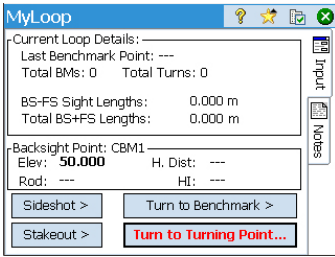 MyLoop
Current Loop Details:
Last Benchmark Point: ---
Total BMs: 0 Total Turns: 0
BS-FS Sight Lengths: 0.000 m
Total BS+FS Lengths: 0.000 m
Backsight Point: CBM1
Elev: 50.000 H. Dist: ---
Rod: --- HI: ---
Sideshot > Turn to Benchmark >
Stakeout > Turn to Turning Point...
Input
Notes